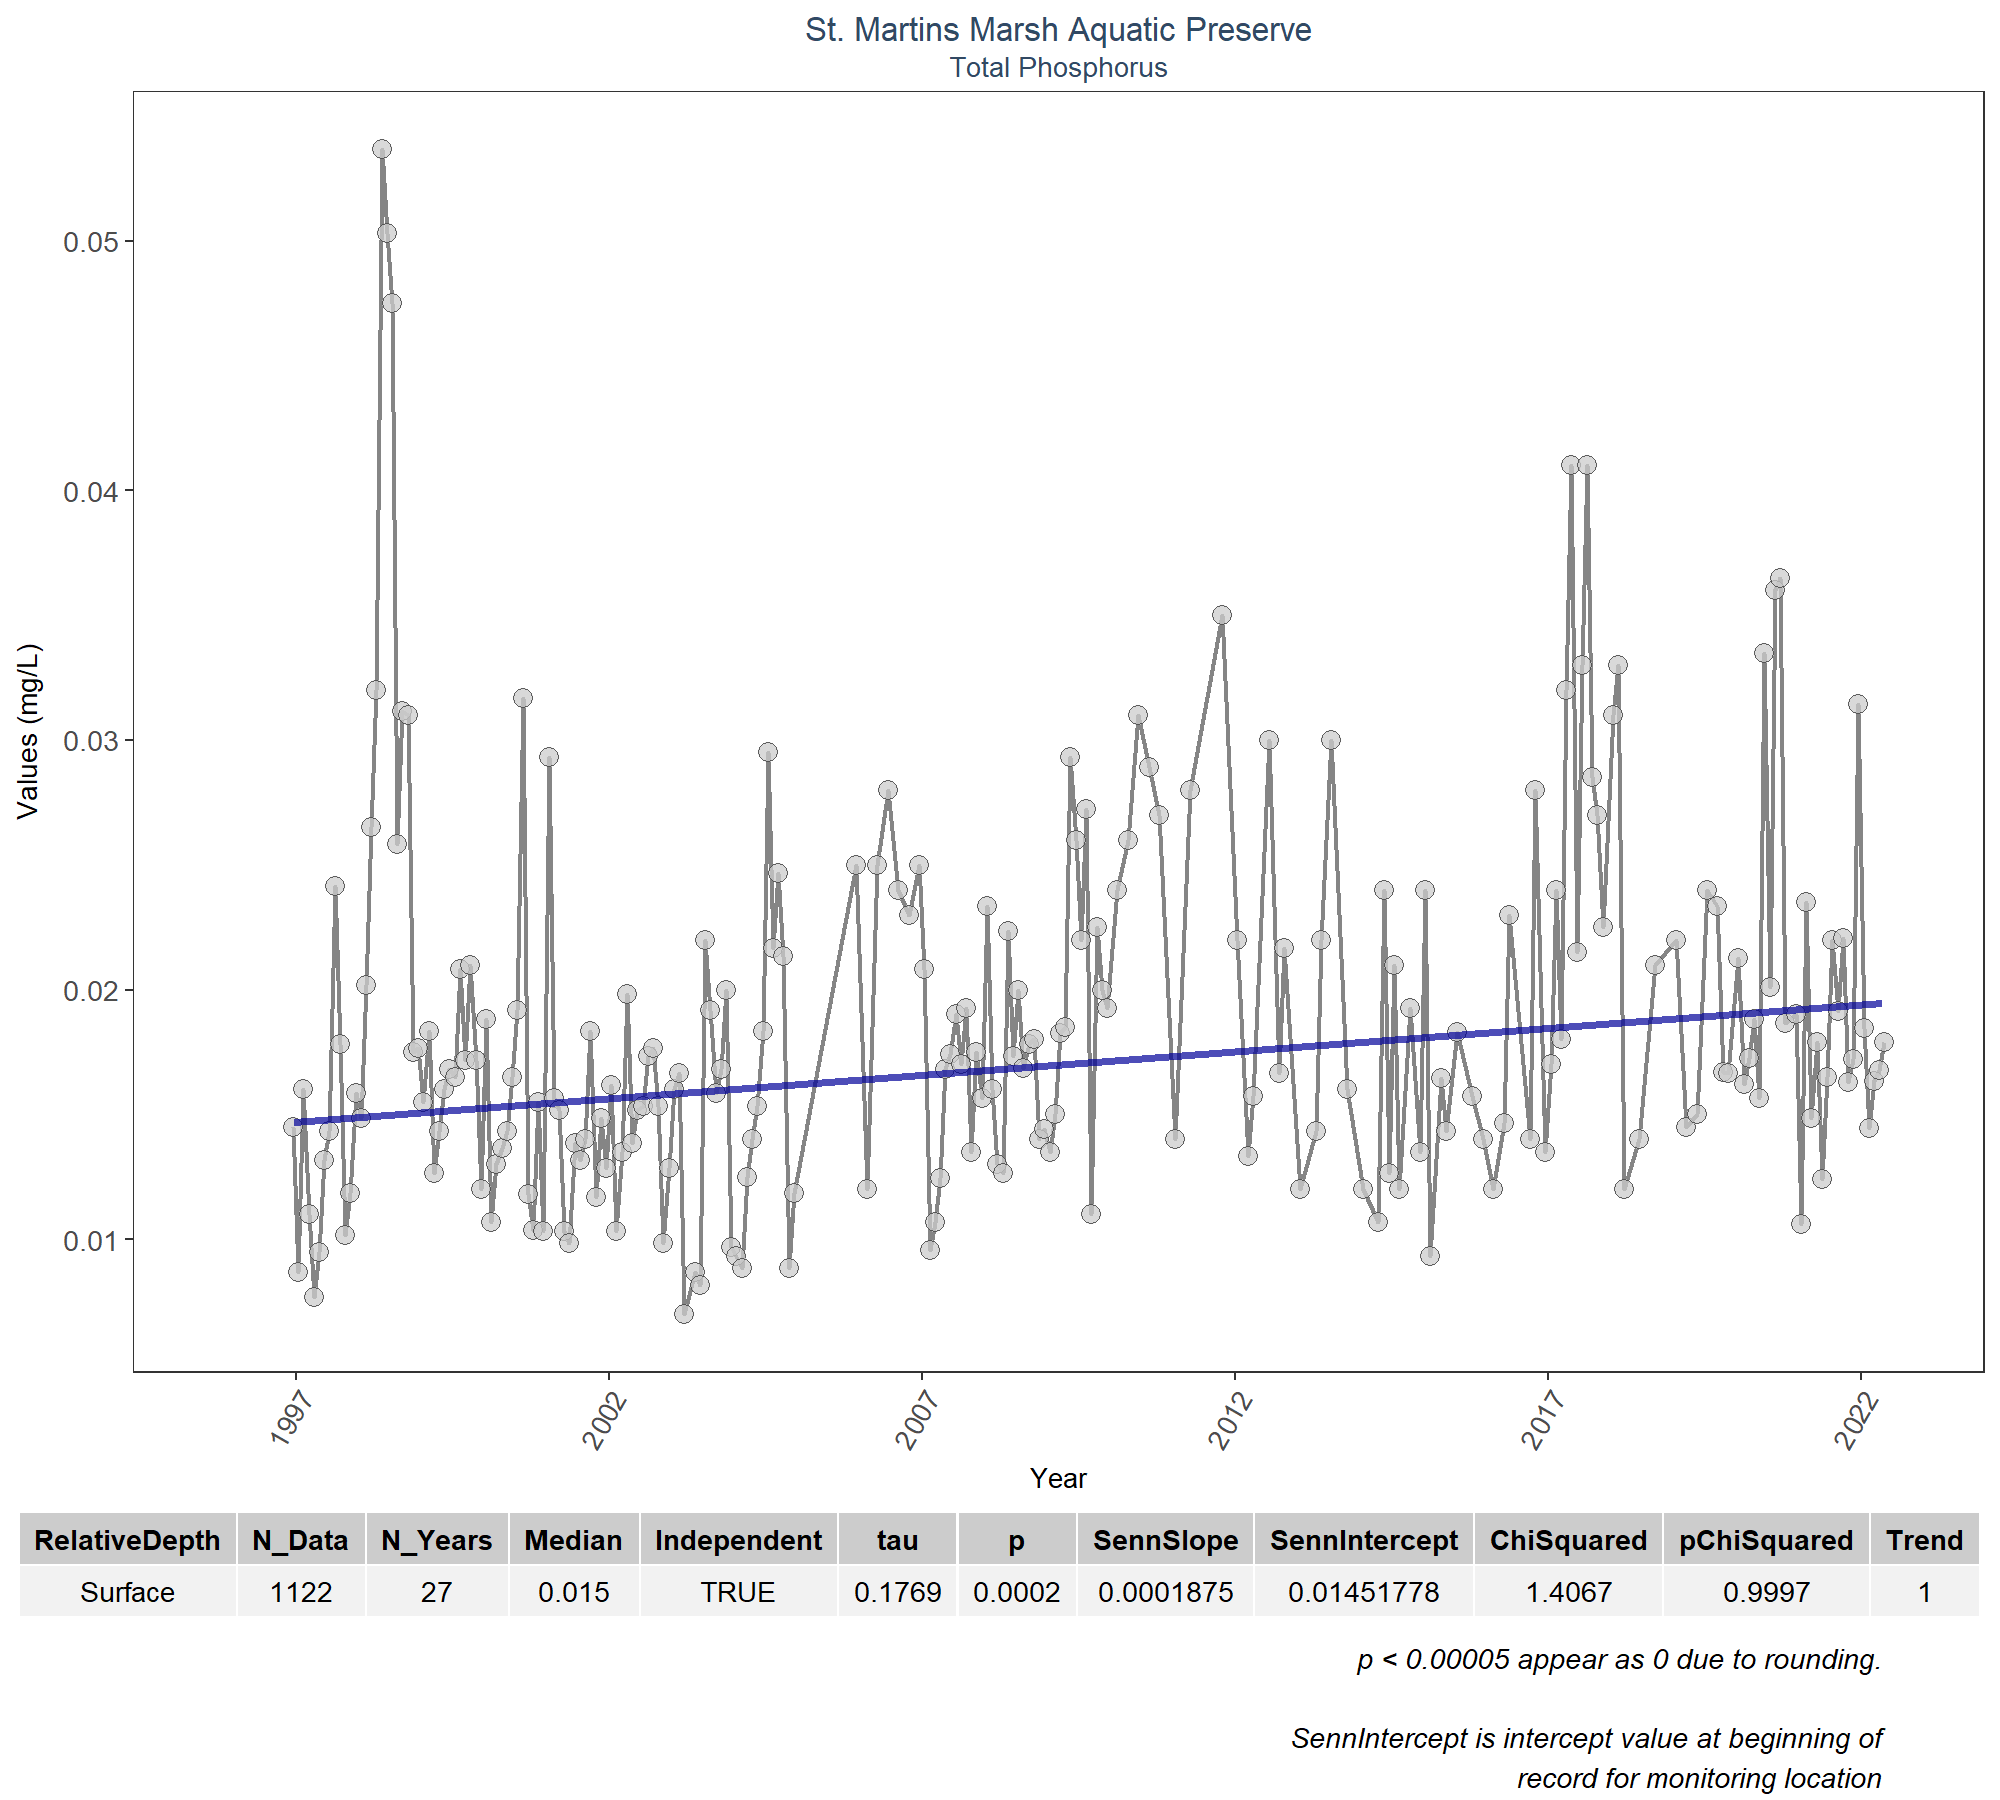 St. Martins Marsh Aquatic Preserve
Total Phosphorus
Values (mg/L)
0.05
0.04
0.03
0.02
0.01
1997 2002 2007 2012 2017 2022
Year
RelativeDepth N_Data N_Years Median Independent tau p SennSlope SennIntercept ChiSquared pChiSquared Trend
Surface 1122 27 0.015 TRUE 0.1769 0.0002 0.0001875 0.01451778 1.4067 0.9997 1
p < 0.00005 appear as 0 due to rounding.
SennIntercept is intercept value at beginning of
record for monitoring location